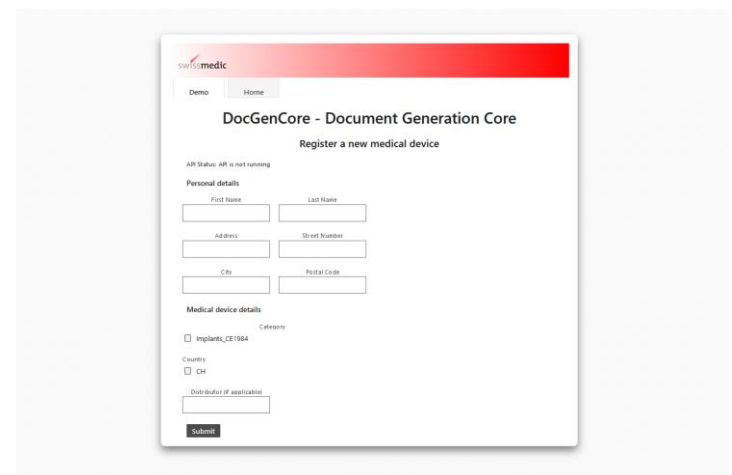 swissmedic
Demo Home
DocGenCore - Document Generation Core
Register a new medical device
API Status: API is not running
Personal details
First Name Last Name
Address Street Number
City Postal Code
Medical device details
Category
Implants_CE1984
Country
CH
Distributor (if applicable)
Submit